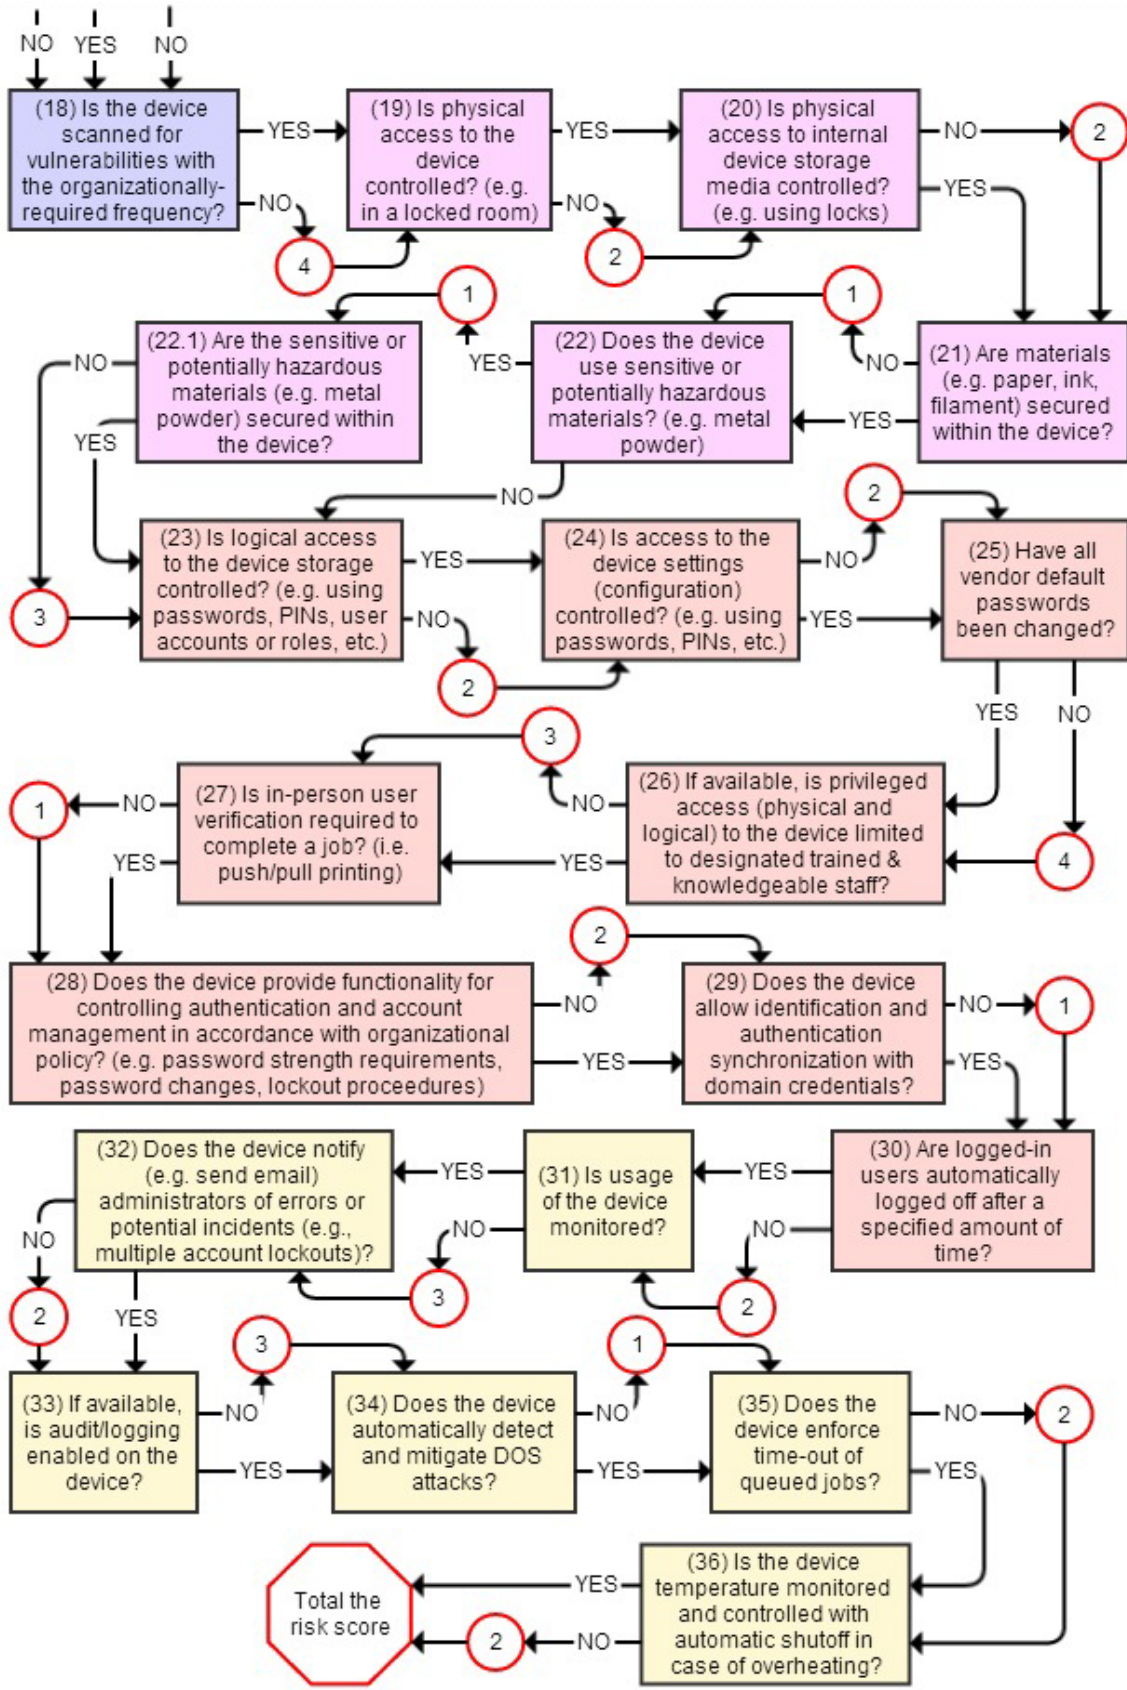 NO
YES
NO
(18) Is the device
scanned for
vulnerabilities with
the organizationally-
required frequency?
YES
NO
4
(19) Is physical
access to the
device
controlled? (e.g.
in a locked room)
YES
NO
2
(20) Is physical
access to internal
device storage
media controlled?
(e.g. using locks)
NO
2
YES
(21) Are materials
(e.g. paper, ink,
filament) secured
within the device?
NO
1
YES
(22) Does the device
use sensitive or
potentially hazardous
materials? (e.g. metal
powder)
YES
1
NO
(22.1) Are the sensitive or
potentially hazardous
materials (e.g. metal
powder) secured within
the device?
NO
3
YES
(23) Is logical access
to the device storage
controlled? (e.g. using
passwords, PINs, user
accounts or roles, etc.)
YES
NO
2
(24) Is access to the
device settings
(configuration)
controlled? (e.g. using
passwords, PINs, etc.)
NO
2
YES
(25) Have all
vendor default
passwords
been changed?
YES
NO
4
(26) If available, is privileged
access (physical and
logical) to the device limited
to designated trained &
knowledgeable staff?
NO
3
YES
(27) Is in-person user
verification required to
complete a job? (i.e.
push/pull printing)
NO
1
YES
(28) Does the device provide functionality for
controlling authentication and account
management in accordance with organizational
policy? (e.g. password strength requirements,
password changes, lockout proceedures)
NO
2
YES
(29) Does the device
allow identification and
authentication
synchronization with
domain credentials?
NO
1
YES
(30) Are logged-in
users automatically
logged off after a
specified amount of
time?
YES
NO
2
(31) Is usage
of the device
monitored?
YES
NO
3
(32) Does the device notify
(e.g. send email)
administrators of errors or
potential incidents (e.g.,
multiple account lockouts)?
NO
2
YES
(33) If available,
is audit/logging
enabled on the
device?
NO
3
YES
(34) Does the device
automatically detect
and mitigate DOS
attacks?
NO
1
YES
(35) Does the
device enforce
time-out of
queued jobs?
NO
2
YES
(36) Is the device
temperature monitored
and controlled with
automatic shutoff in
case of overheating?
YES
NO
2
Total the
risk score